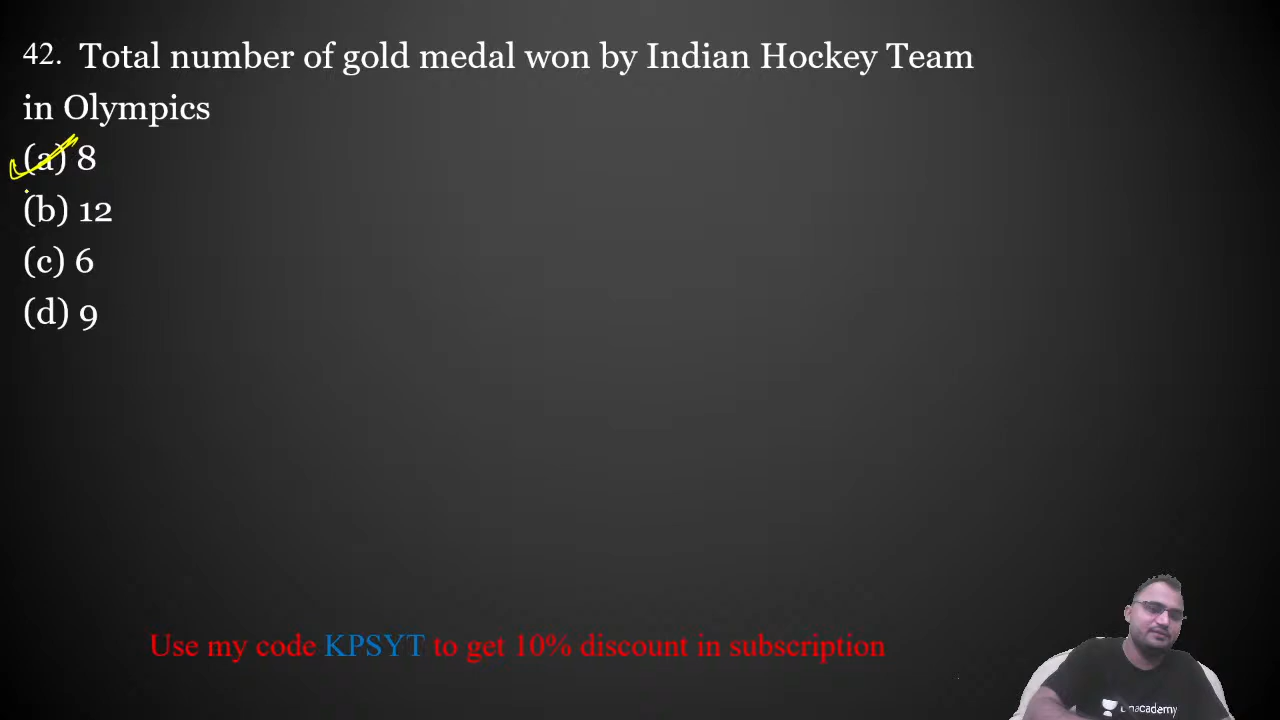 42. Total number of gold medal won by Indian Hockey Team
in Olympics
(a) 8
(b) 12
(c) 6
(d) 9
Use my code KPSYT to get 10% discount in subscription
unacademy